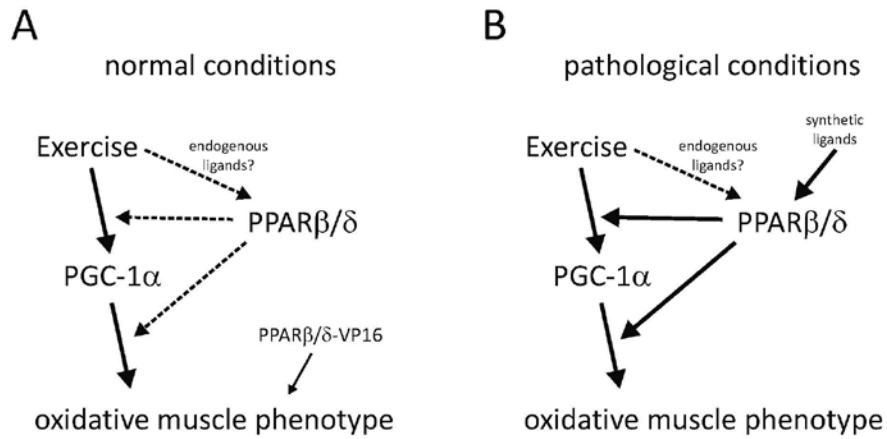 A
normal conditions
Exercise
endogenous
ligands?
PPARβ/δ
PGC-1α
PPARβ/δ-VP16
oxidative muscle phenotype
B
pathological conditions
synthetic
ligands
Exercise
endogenous
ligands?
PPARβ/δ
PGC-1α
oxidative muscle phenotype